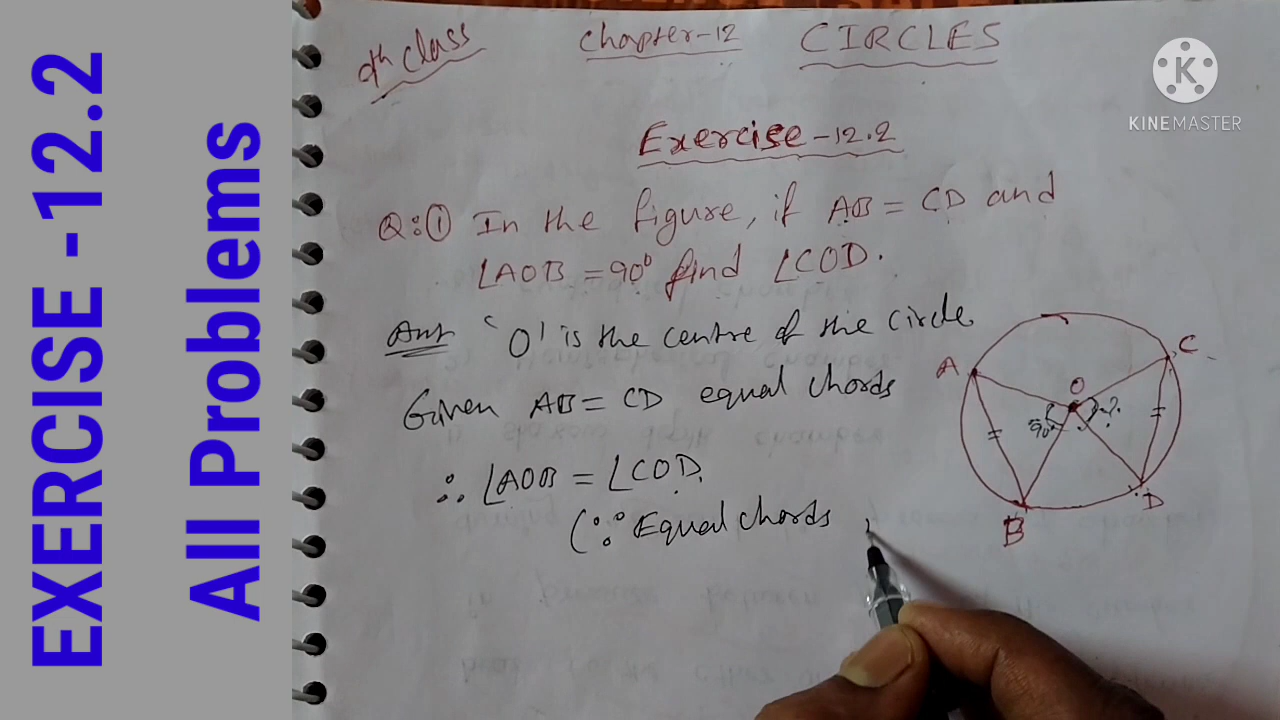 EXERCISE -12.2
All Problems
9th class Chapter-12 CIRCLES
KINEMASTER
Exercise -12.2
Q:① In the figure, if AB = CD and
∠AOB = 90° find ∠COD.
Ans 'O' is the centre of the circle.
Given AB = CD equal chords
∴ ∠AOB = ∠COD.
(∵ Equal chords
A
C
O
90°
?
B
D